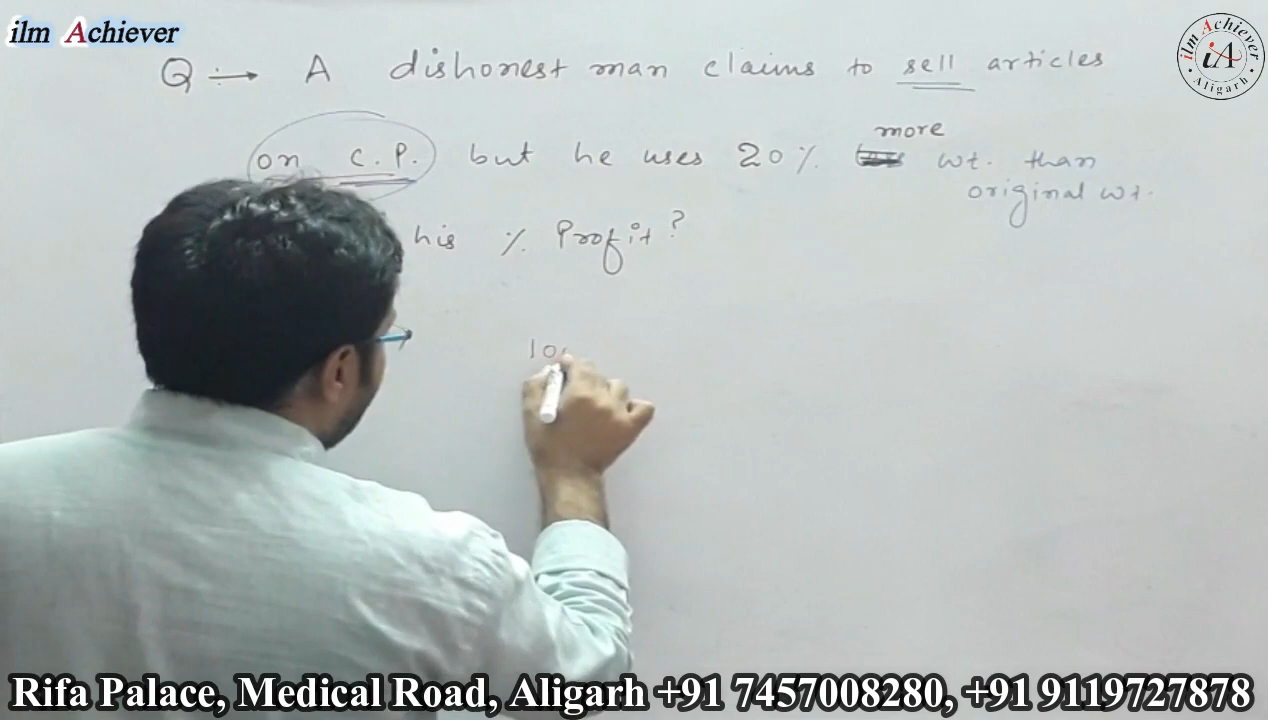 ilm Achiever
Q :→ A dishonest man claims to sell articles
on C.P. but he uses 20% more wt. than
original wt.
his % Profit?
10
ilm Achiever
iA
Aligarh
Rifa Palace, Medical Road, Aligarh +91 7457008280, +91 9119727878